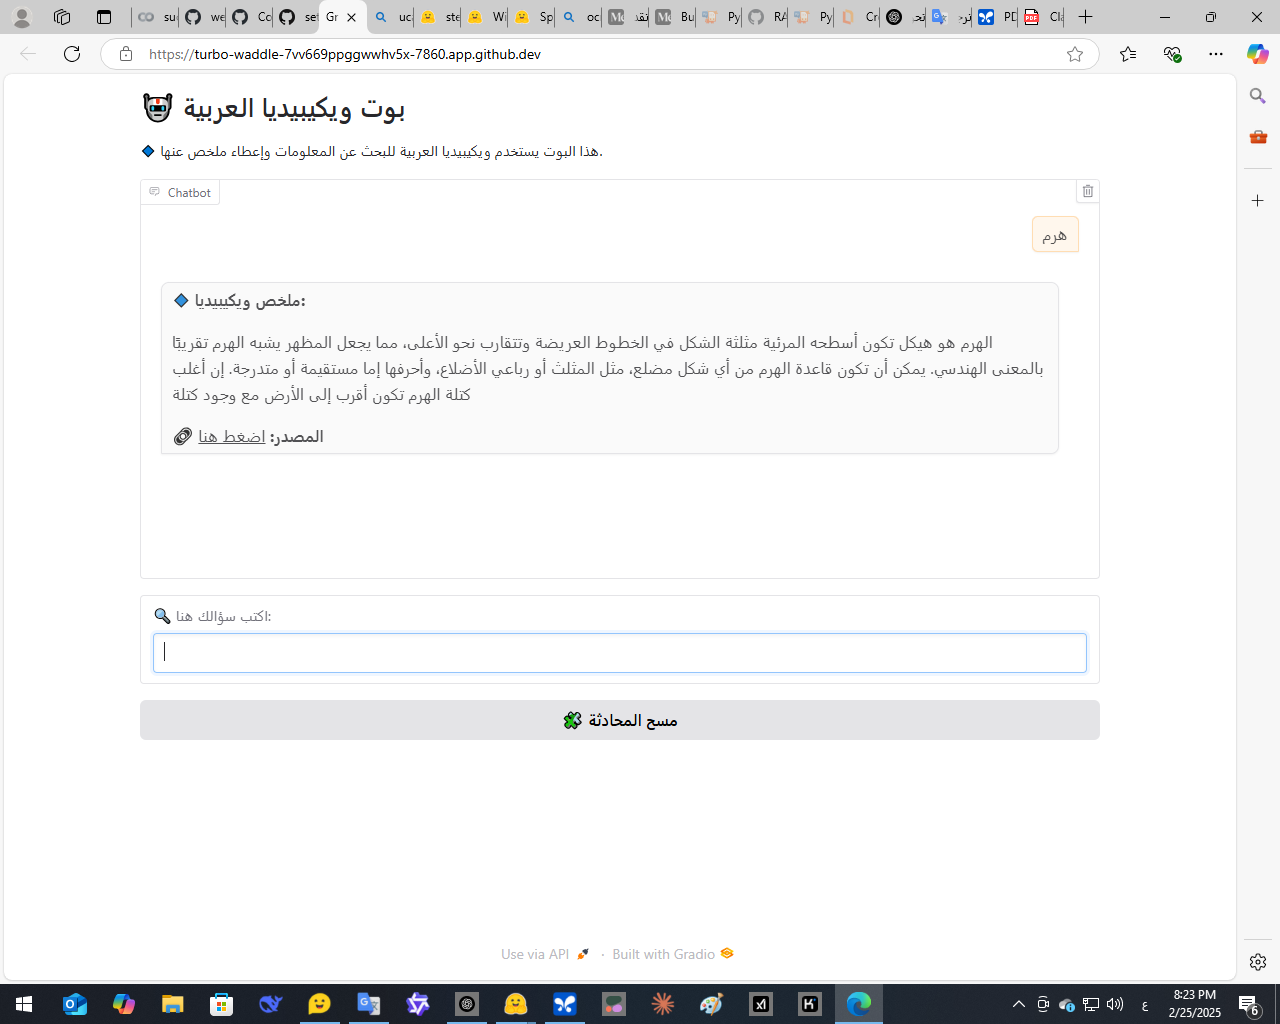 su
we
Co
set
Gr
uc
ste
Wi
Sp
oc
تقد
Bu
Py
RA
Py
Cr
تح
ترج
PD
Cla
https://turbo-waddle-7vv669ppggwwhv5x-7860.app.github.dev
بوت ويكيبيديا العربية
هذا البوت يستخدم ويكيبيديا العربية للبحث عن المعلومات وإعطاء ملخص عنها.
Chatbot
هرم
ملخص ويكيبيديا:
الهرم هو هيكل تكون أسطحه المرئية مثلثة الشكل في الخطوط العريضة وتتقارب نحو الأعلى، مما يجعل المظهر يشبه الهرم تقريبًا
بالمعنى الهندسي. يمكن أن تكون قاعدة الهرم من أي شكل مضلع، مثل المثلث أو رباعي الأضلاع، وأحرفها إما مستقيمة أو متدرجة. إن أغلب
كتلة الهرم تكون أقرب إلى الأرض مع وجود كتلة
المصدر: اضغط هنا
اكتب سؤالك هنا:
مسح المحادثة
Use via API · Built with Gradio
8:23 PM
ع
2/25/2025
6